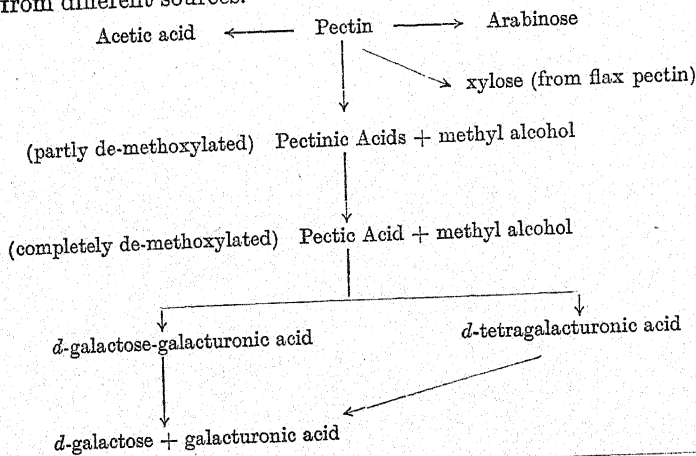 from different sources.
Acetic acid Pectin Arabinose
xylose (from flax pectin)
(partly de-methoxylated) Pectinic Acids + methyl alcohol
(completely de-methoxylated) Pectic Acid + methyl alcohol
d-galactose-galacturonic acid d-tetragalacturonic acid
d-galactose + galacturonic acid